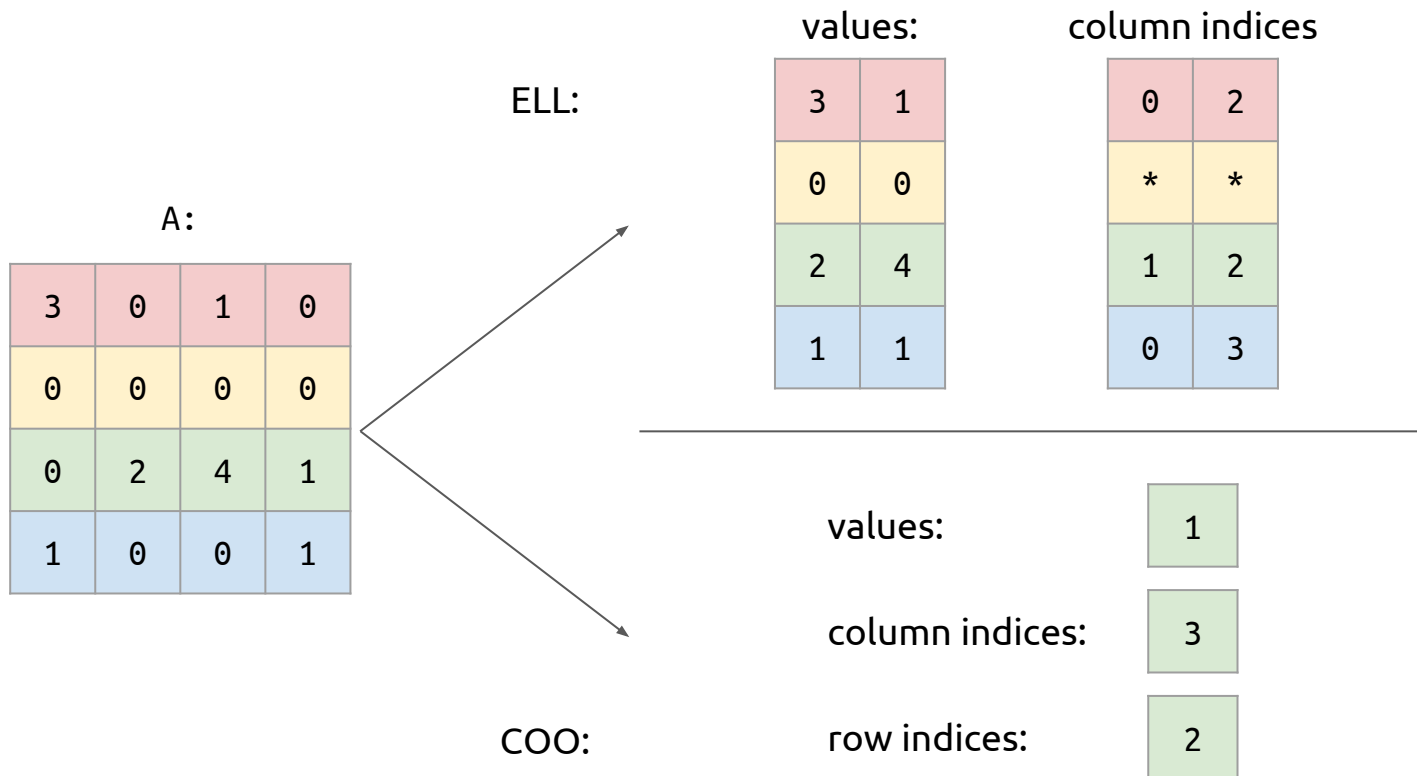 values: column indices
ELL:
3 1 0 2
0 0 * *
2 4 1 2
1 1 0 3
A:
3 0 1 0
0 0 0 0
0 2 4 1
1 0 0 1
values: 1
column indices: 3
COO:
row indices: 2